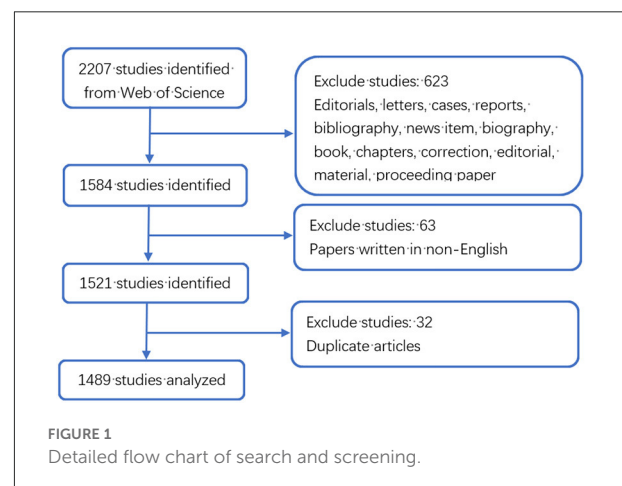 2207·studies·identified·
from·Web·of·Science
Exclude·studies:·623
Editorials,·letters,·cases,·reports,·
bibliography,·news·item,·biography,·
book,·chapters,·correction,·editorial,·
material,·proceeding·paper
1584·studies·identified
Exclude·studies:·63
Papers·written·in·non-English
1521·studies·identified
Exclude·studies:·32
Duplicate·articles
1489·studies·analyzed
FIGURE 1
Detailed flow chart of search and screening.